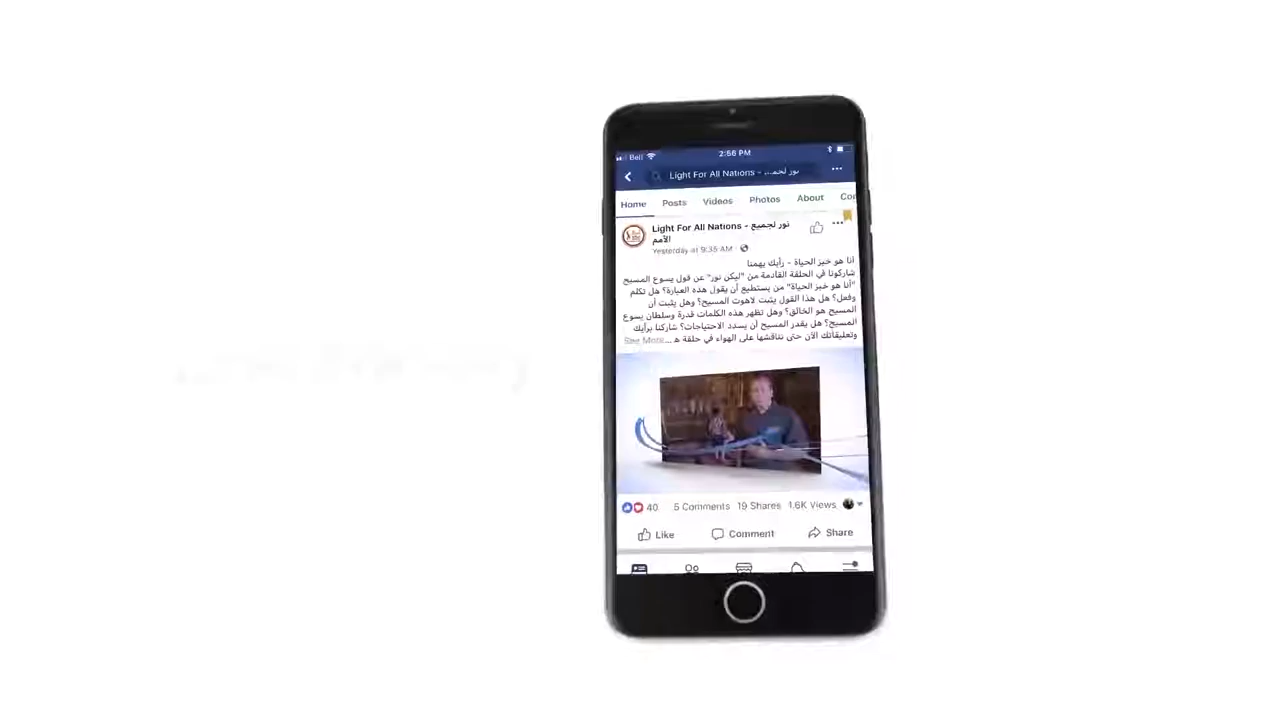 Bell 2:56 PM
Light For All Nations - نور لجمي...
Home Posts Videos Photos About
Light For All Nations - نور لجميع
الأمم
Yesterday at 9:35 AM
أنا هو خبز الحياة - رأيك يهمنا
شاركونا في الحلقة القادمة من "ليكن نور" عن قول يسوع المسيح
"أنا هو خبز الحياة" من يستطيع أن يقول هذه العبارة؟ هل تكلم
وفعل؟ هل هذا القول يثبت لاهوت المسيح؟ وهل يثبت أن
المسيح هو الخالق؟ وهل تظهر هذه الكلمات قدرة وسلطان يسوع
المسيح؟ هل يقدر المسيح أن يسدد الاحتياجات؟ شاركنا برأيك
وتعليقاتك الآن حتى نناقشها على الهواء في حلقة ه... See More
40 5 Comments 19 Shares 1.6K Views
Like Comment Share